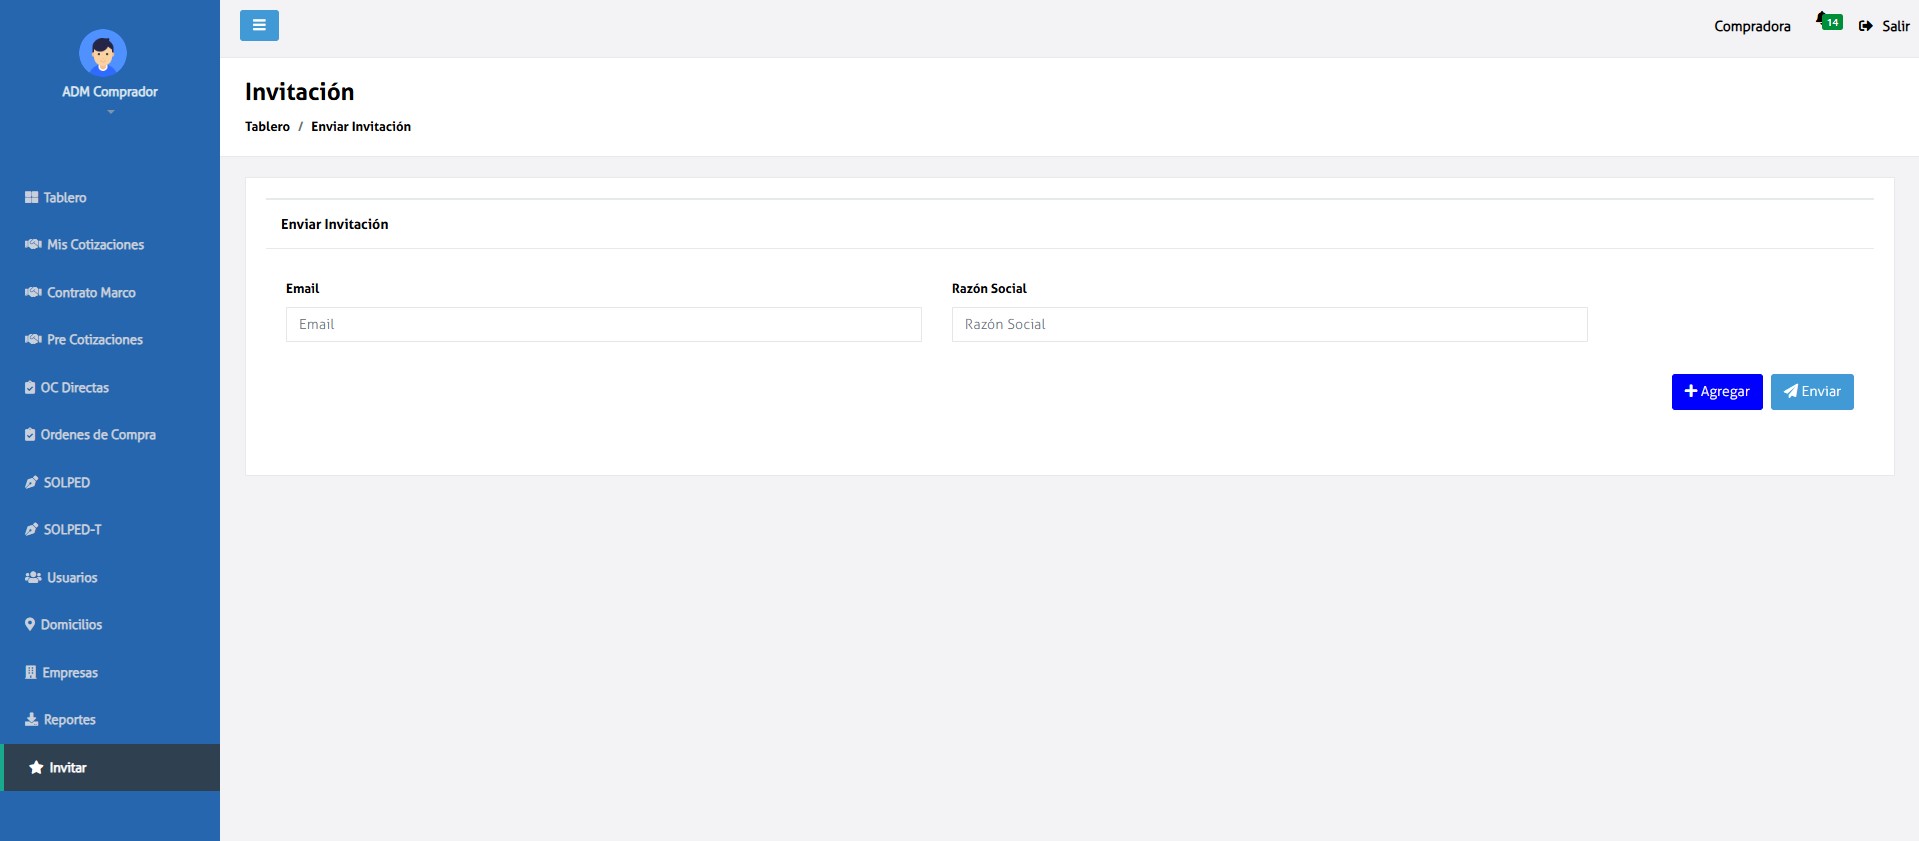 ADM Comprador
Tablero
Mis Cotizaciones
Contrato Marco
Pre Cotizaciones
OC Directas
Ordenes de Compra
SOLPED
SOLPED-T
Usuarios
Domicilios
Empresas
Reportes
Invitar
Compradora 14 Salir
Invitación
Tablero / Enviar Invitación
Enviar Invitación
Email Razón Social
Email Razón Social
Agregar Enviar